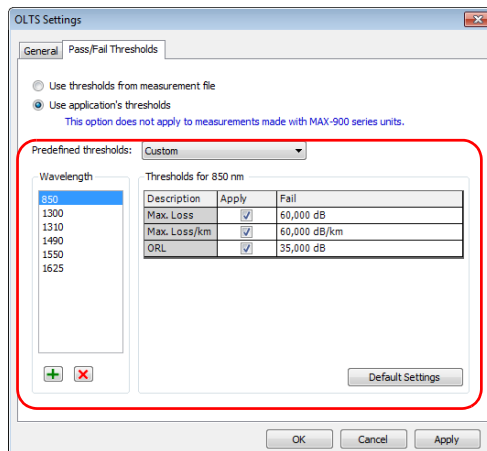 OLTS Settings
General Pass/Fail Thresholds
Use thresholds from measurement file
Use application's thresholds
This option does not apply to measurements made with MAX-900 series units.
Predefined thresholds: Custom
Wavelength
850
1300
1310
1490
1550
1625
Thresholds for 850 nm
Description Apply Fail
Max. Loss 60,000 dB
Max. Loss/km 60,000 dB/km
ORL 35,000 dB
Default Settings
OK Cancel Apply